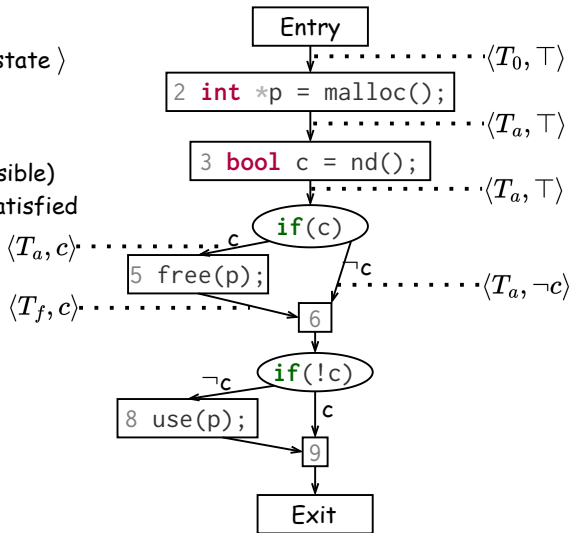 Entry
state ⟩
⟨T₀, ⊤⟩
2 int *p = malloc();
⟨Tₐ, ⊤⟩
3 bool c = nd();
sible)
⟨Tₐ, ⊤⟩
atisfied
if(c)
⟨Tₐ, c⟩
c
¬c
5 free(p);
⟨Tₐ, ¬c⟩
⟨T_f, c⟩
6
if(!c)
¬c
c
8 use(p);
9
Exit